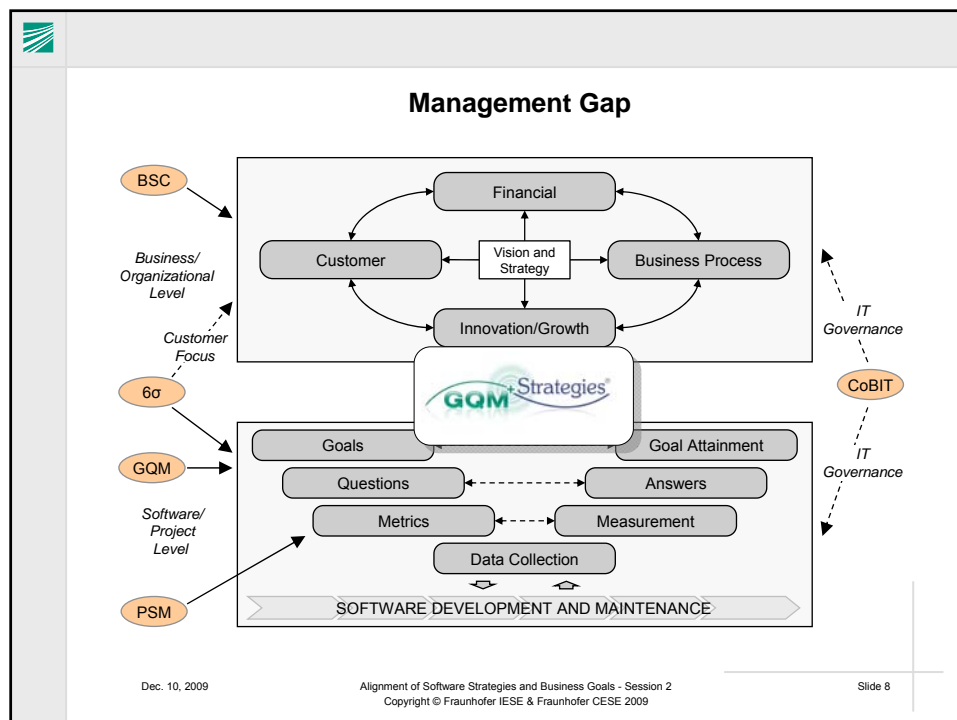 Management Gap
BSC
Financial
Business/
Organizational
Level
Customer
Vision and
Strategy
Business Process
Innovation/Growth
Customer
Focus
IT
Governance
6σ
GQM+Strategies®
CoBIT
Goals
Goal Attainment
GQM
Questions
Answers
IT
Governance
Software/
Project
Level
Metrics
Measurement
Data Collection
PSM
SOFTWARE DEVELOPMENT AND MAINTENANCE
Dec. 10, 2009
Alignment of Software Strategies and Business Goals - Session 2
Copyright © Fraunhofer IESE & Fraunhofer CESE 2009
Slide 8